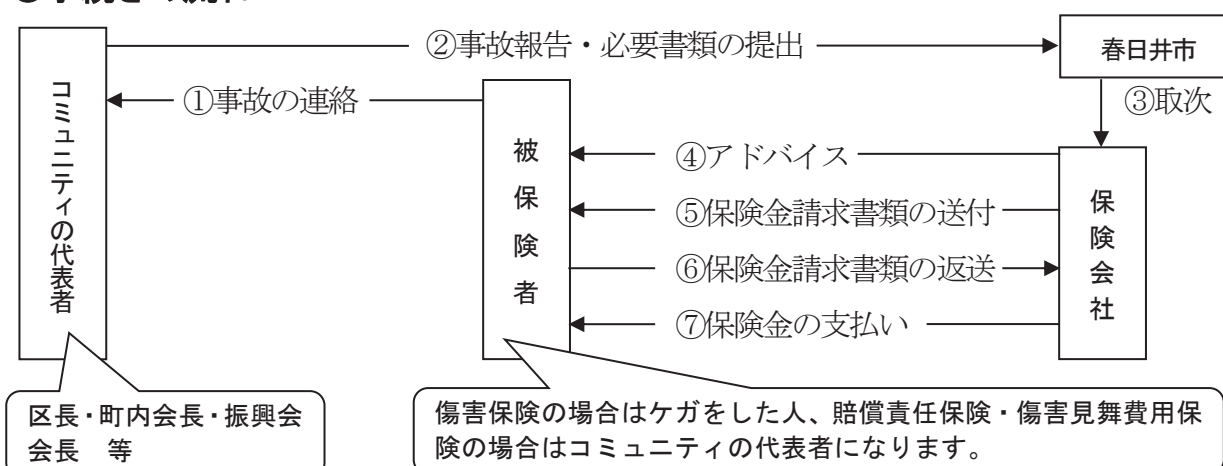 ②事故報告・必要書類の提出
春日井市
コミュニティの代表者
①事故の連絡
③取次
被保険者
④アドバイス
保険会社
⑤保険金請求書類の送付
⑥保険金請求書類の返送
⑦保険金の支払い
区長・町内会長・振興会
会長　等
傷害保険の場合はケガをした人、賠償責任保険・傷害見舞費用保
険の場合はコミュニティの代表者になります。